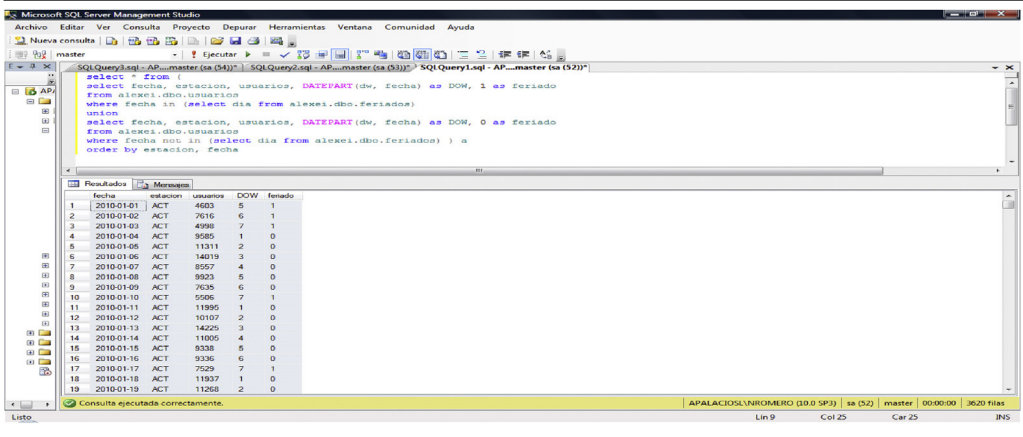 Microsoft SQL Server Management Studio
Archivo Editar Ver Consulta Proyecto Depurar Herramientas Ventana Comunidad Ayuda
Nueva consulta
master Ejecutar
SQLQuery3.sql - AP....master (sa (54))* SQLQuery2.sql - AP....master (sa (53))* SQLQuery1.sql - AP....master (sa (52))*
select * from (
select fecha, estacion, usuarios, DATEPART(dw, fecha) as DOW, 1 as feriado
from alexei.dbo.usuarios
where fecha in (select dia from alexei.dbo.feriados)
union
select fecha, estacion, usuarios, DATEPART(dw, fecha) as DOW, 0 as feriado
from alexei.dbo.usuarios
where fecha not in (select dia from alexei.dbo.feriados) ) a
order by estacion, fecha
Resultados Mensajes
fecha estacion usuarios DOW feriado
1 2010-01-01 ACT 4603 5 1
2 2010-01-02 ACT 7616 6 1
3 2010-01-03 ACT 4998 7 1
4 2010-01-04 ACT 9585 1 0
5 2010-01-05 ACT 11311 2 0
6 2010-01-06 ACT 14019 3 0
7 2010-01-07 ACT 8557 4 0
8 2010-01-08 ACT 9923 5 0
9 2010-01-09 ACT 7635 6 0
10 2010-01-10 ACT 5506 7 1
11 2010-01-11 ACT 11995 1 0
12 2010-01-12 ACT 10107 2 0
13 2010-01-13 ACT 14225 3 0
14 2010-01-14 ACT 11005 4 0
15 2010-01-15 ACT 9338 5 0
16 2010-01-16 ACT 9336 6 0
17 2010-01-17 ACT 7529 7 1
18 2010-01-18 ACT 11937 1 0
19 2010-01-19 ACT 11268 2 0
Consulta ejecutada correctamente. APALACIOSL\NROMERO (10.0 SP3) sa (52) master 00:00:00 3620 filas
Listo Lín 9 Col 25 Car 25 INS